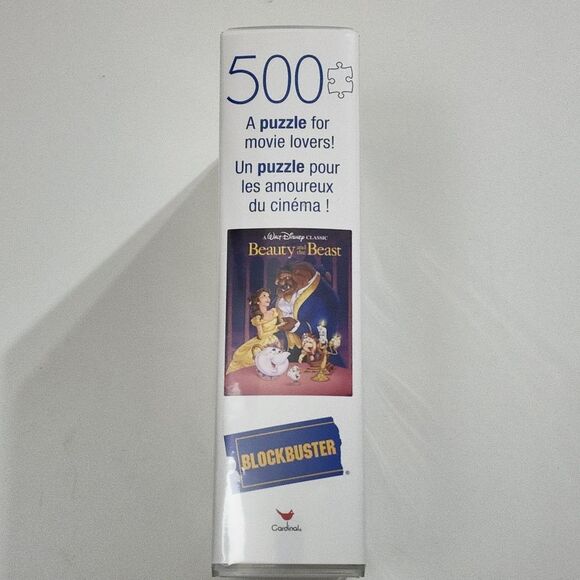 500
A puzzle for
movie lovers!
Un puzzle pour
les amoureux
du cinéma !
A Walt Disney CLASSIC
Beauty and the Beast
BLOCKBUSTER®
Cardinal®